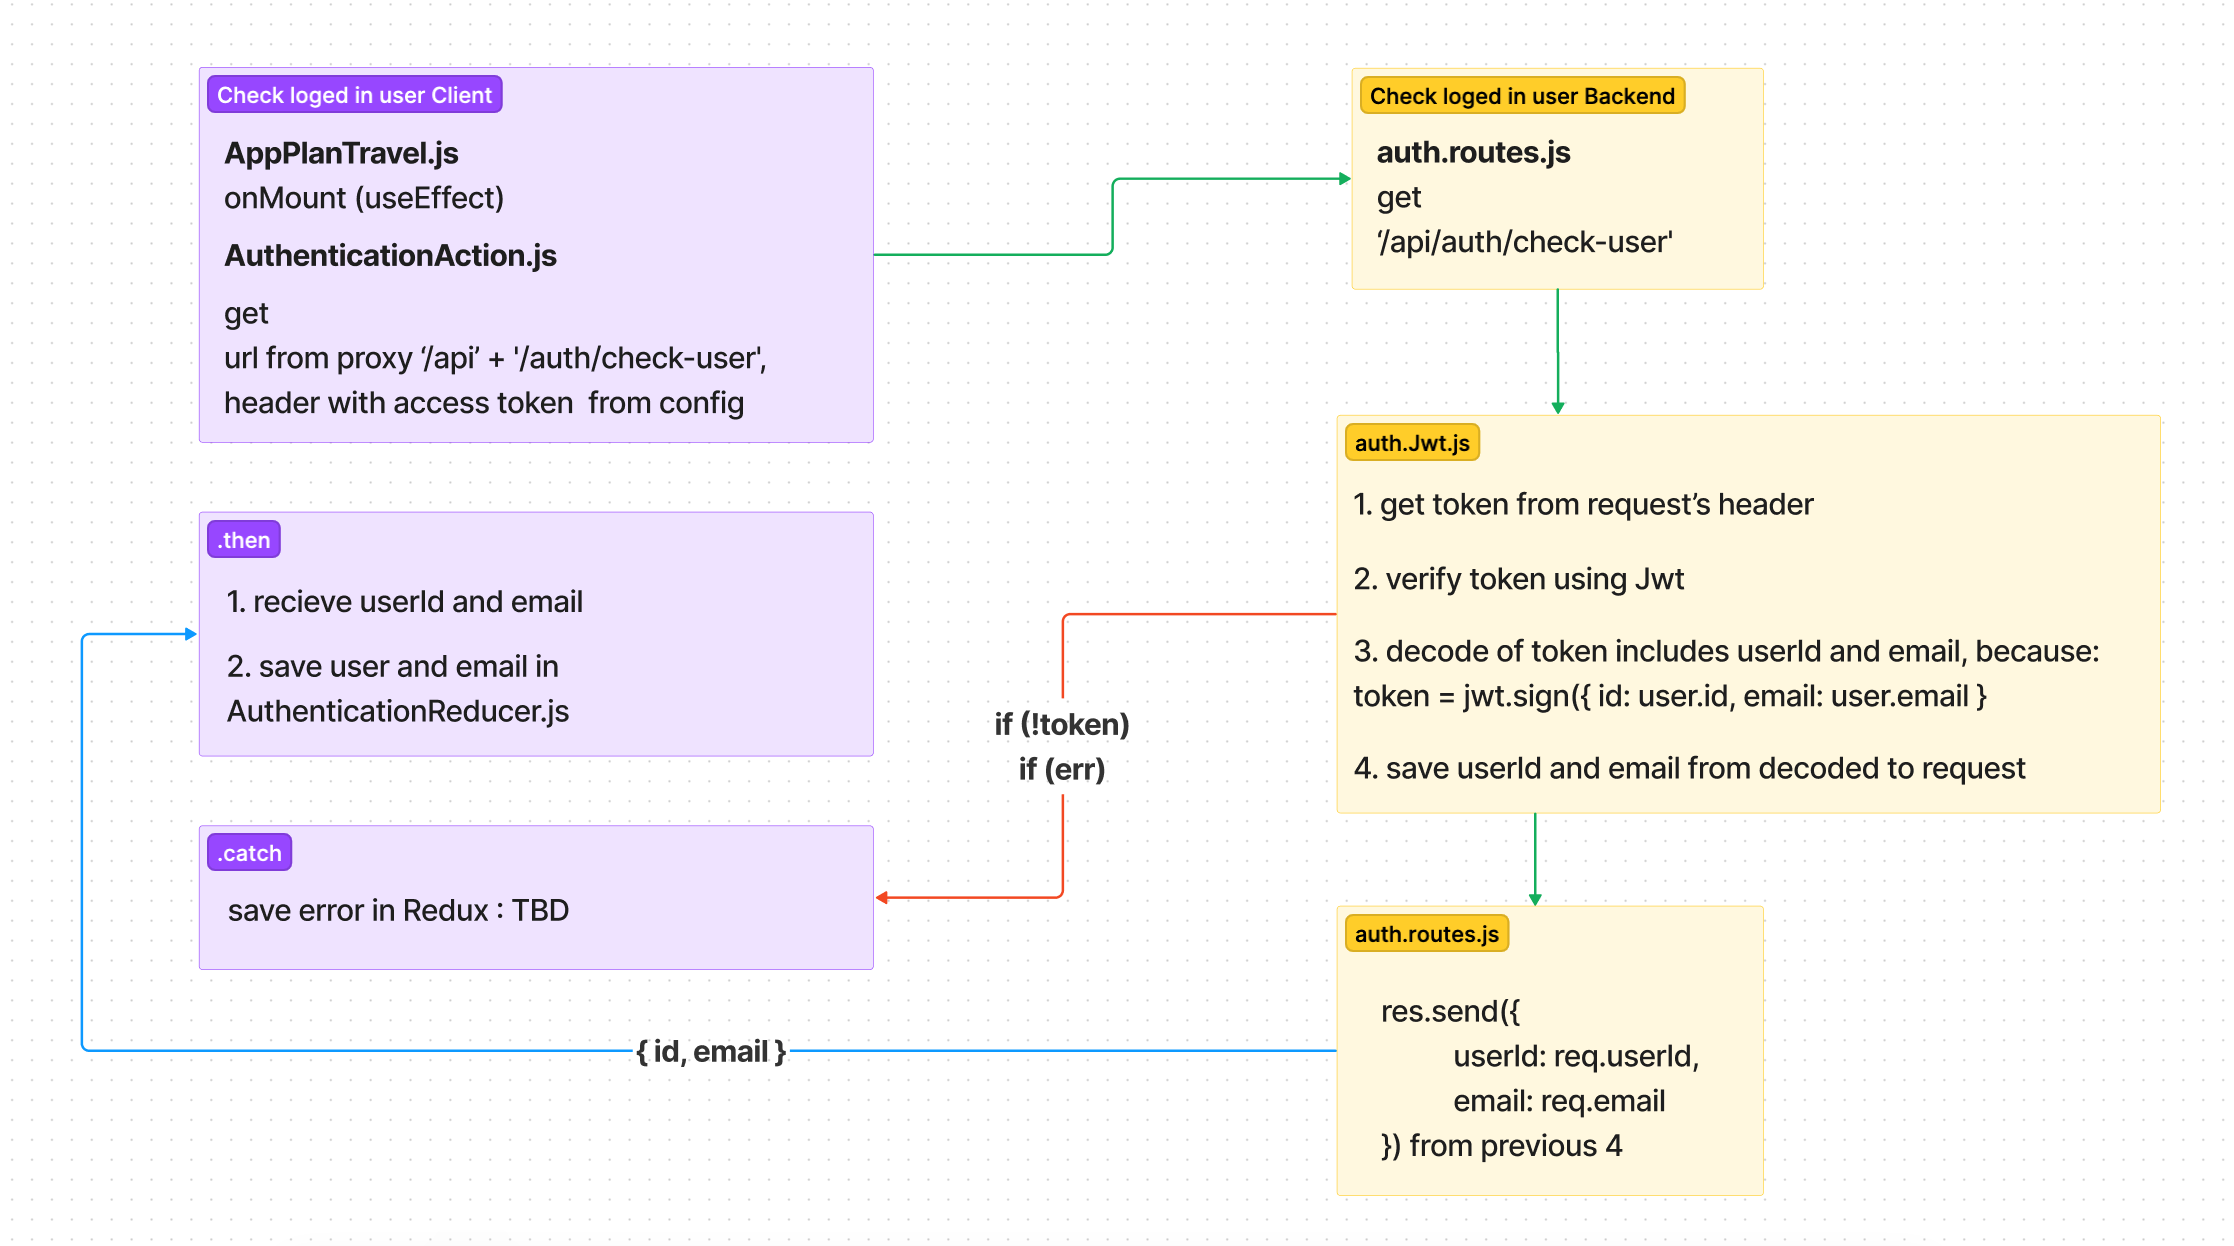 Check loged in user Client
AppPlanTravel.js
onMount (useEffect)
AuthenticationAction.js
get
url from proxy ‘/api’ + '/auth/check-user',
header with access token  from config
Check loged in user Backend
auth.routes.js
get
‘/api/auth/check-user'
auth.Jwt.js
1. get token from request’s header
2. verify token using Jwt
3. decode of token includes userId and email, because:
token = jwt.sign({ id: user.id, email: user.email }
4. save userId and email from decoded to request
.then
1. recieve userId and email
2. save user and email in
AuthenticationReducer.js
if (!token)
if (err)
.catch
save error in Redux : TBD
auth.routes.js
res.send({
userId: req.userId,
email: req.email
}) from previous 4
{ id, email }